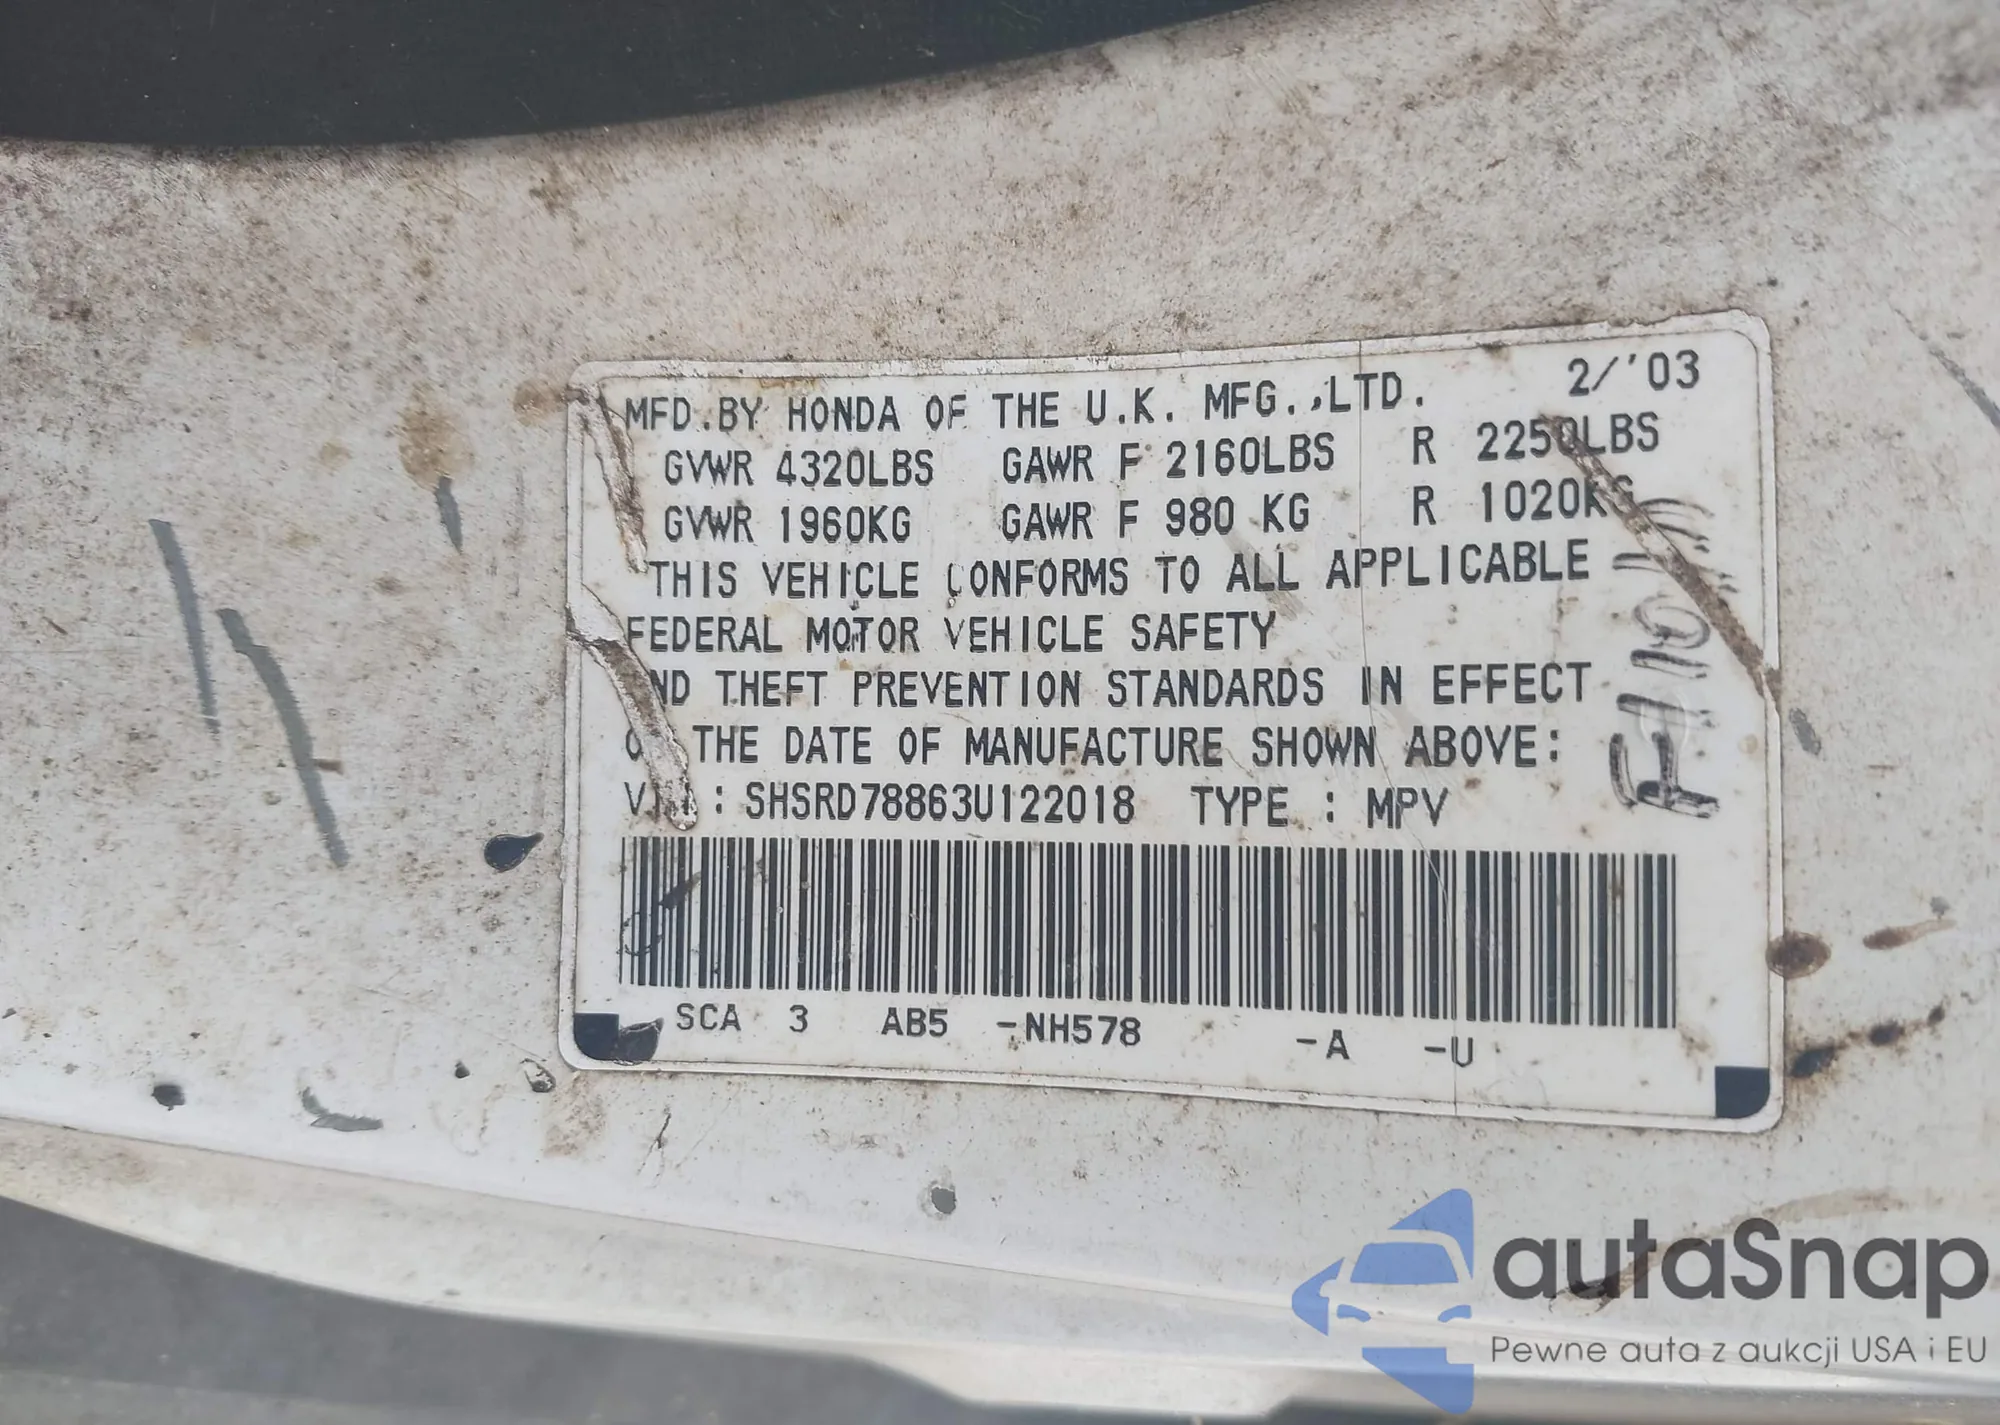 MFD.BY HONDA OF THE U.K. MFG.,LTD. 2/'03
GVWR 4320LBS GAWR F 2160LBS R 2250LBS
GVWR 1960KG GAWR F 980 KG R 1020KG
THIS VEHICLE CONFORMS TO ALL APPLICABLE
FEDERAL MOTOR VEHICLE SAFETY
ND THEFT PREVENTION STANDARDS IN EFFECT
O THE DATE OF MANUFACTURE SHOWN ABOVE:
VIN : SHSRD78863U122018 TYPE : MPV
SCA 3 AB5 -NH578 -A -U
autaSnap
Pewne auta z aukcji USA i EU